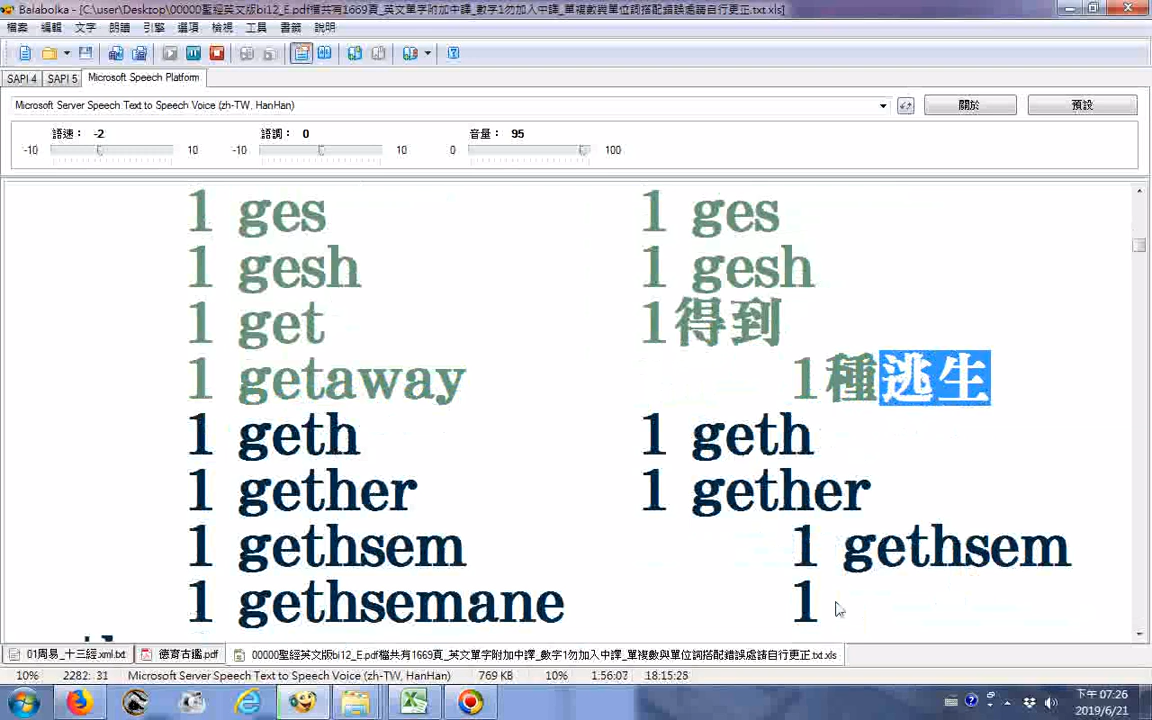 Balabolka - [C:\user\Desktop\00000聖經英文版bi12_E.pdf檔共有1669頁_英文單字附加中譯_數字1勿加入中譯_單複數與單位詞搭配錯誤處請自行更正.txt.xls]
檔案 編輯 文字 朗讀 引擎 選項 檢視 工具 書籤 說明
SAPI 4 SAPI 5 Microsoft Speech Platform
Microsoft Server Speech Text to Speech Voice (zh-TW, HanHan) 關於 預設
語速： -2 語調： 0 音量： 95
-10 10 -10 10 0 100
1 ges 1 ges
1 gesh 1 gesh
1 get 1得到
1 getaway 1種逃生
1 geth 1 geth
1 gether 1 gether
1 gethsem 1 gethsem
1 gethsemane 1
01周易_十三經.xml.txt 德育古鑑.pdf 00000聖經英文版bi12_E.pdf檔共有1669頁_英文單字附加中譯_數字1勿加入中譯_單複數與單位詞搭配錯誤處請自行更正.txt.xls
10% 2282: 31 Microsoft Server Speech Text to Speech Voice (zh-TW, HanHan) 769 KB 10% 1:56:07 18:15:28
下午 07:26
2019/6/21